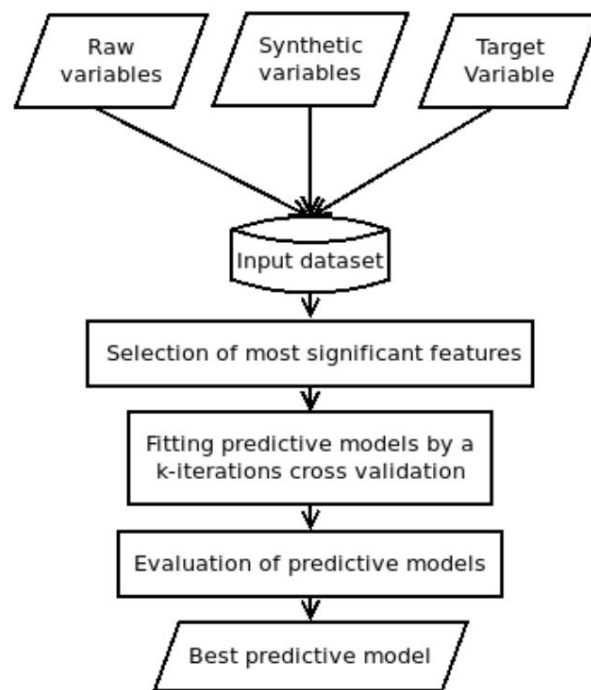 Raw
variables
Synthetic
variables
Target
Variable
Input dataset
Selection of most significant features
Fitting predictive models by a
k-iterations cross validation
Evaluation of predictive models
Best predictive model